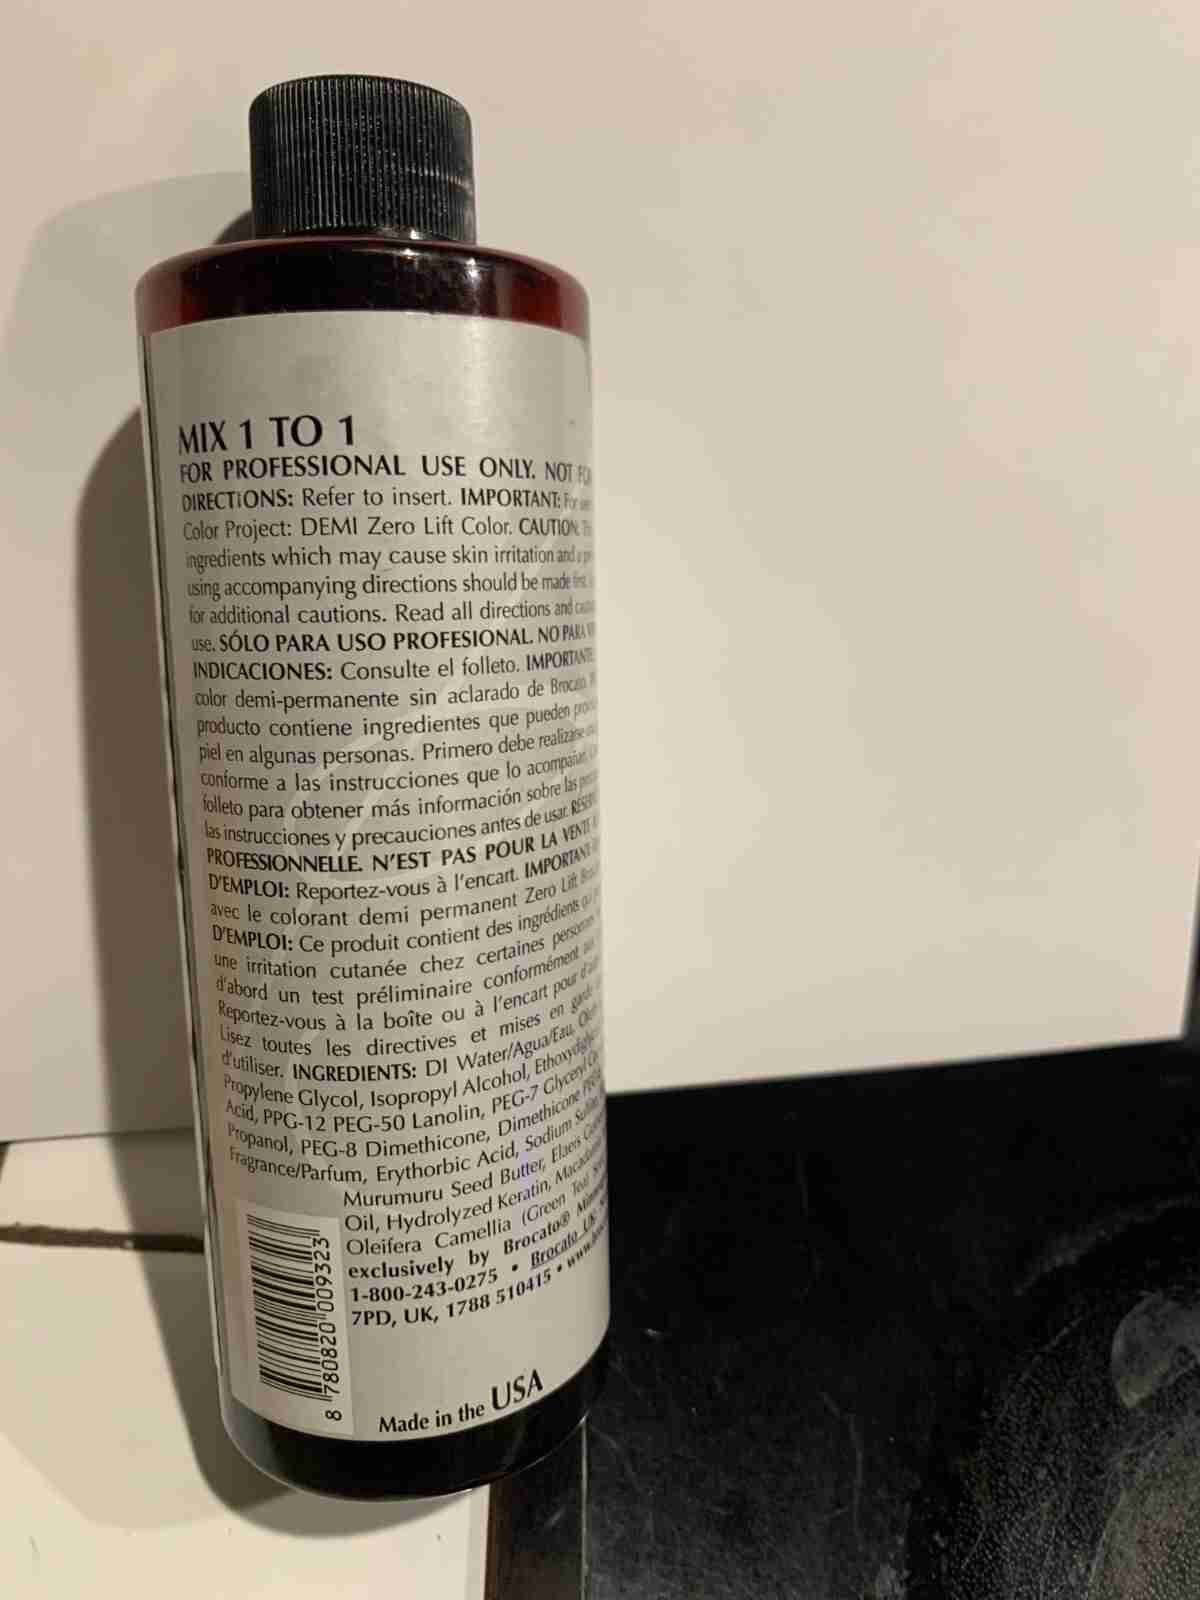 MIX 1 TO 1
FOR PROFESSIONAL USE ONLY. NOT
DIRECTIONS: Refer to insert. IMPORTANT: For
Color Project: DEMI Zero Lift Color. CAUTION:
ingredients which may cause skin irritation and
using accompanying directions should be made first.
for additional cautions. Read all directions and
use. SÓLO PARA USO PROFESIONAL. NO PARA
INDICACIONES: Consulte el folleto. IMPORTANTE:
color demi-permanente sin aclarado de Brocato.
producto contiene ingredientes que pueden
piel en algunas personas. Primero debe realizarse
conforme a las instrucciones que lo acompañan.
folleto para obtener más información sobre las
las instrucciones y precauciones antes de usar.
PROFESSIONNELLE. N'EST PAS POUR LA VENTE
D'EMPLOI: Reportez-vous à l'encart. IMPORTANT:
avec le colorant demi permanent Zero Lift
D'EMPLOI: Ce produit contient des ingrédients
une irritation cutanée chez certaines personnes.
d'abord un test préliminaire conformément aux
Reportez-vous à la boîte ou à l'encart pour
Lisez toutes les directives et mises en garde
d'utiliser. INGREDIENTS: DI Water/Agua/Eau,
Propylene Glycol, Isopropyl Alcohol,
Acid, PPG-12 PEG-50 Lanolin, PEG-7 Glyceryl
Propanol, PEG-8 Dimethicone, Dimethicone
Fragrance/Parfum, Erythorbic Acid, Sodium Sulfite,
Murumuru Seed Butter, Elaeis
Oil, Hydrolyzed Keratin,
Oleifera Camellia (Green Tea)
exclusively by Brocato®
1-800-243-0275 • Brocato UK
7PD, UK, 1788 510415 •
8 780820 009323
Made in the USA